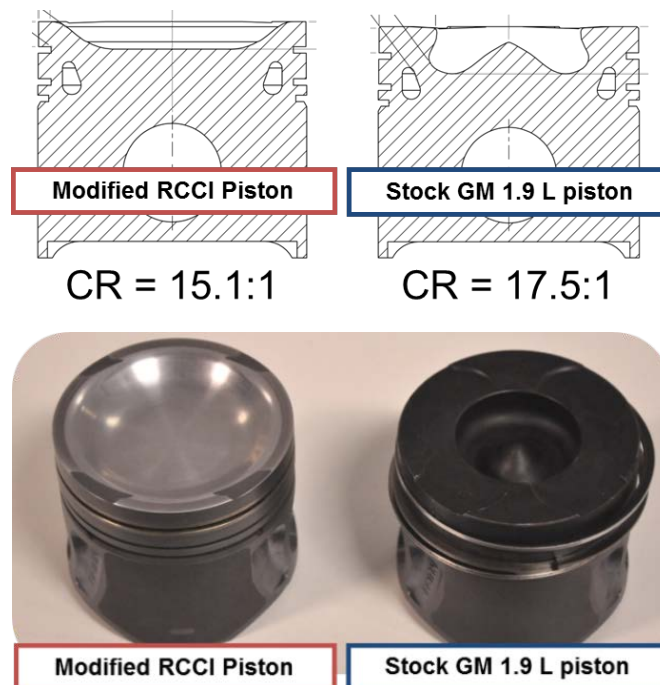 Modified RCCI Piston
Stock GM 1.9 L piston
CR = 15.1:1
CR = 17.5:1
Modified RCCI Piston
Stock GM 1.9 L piston